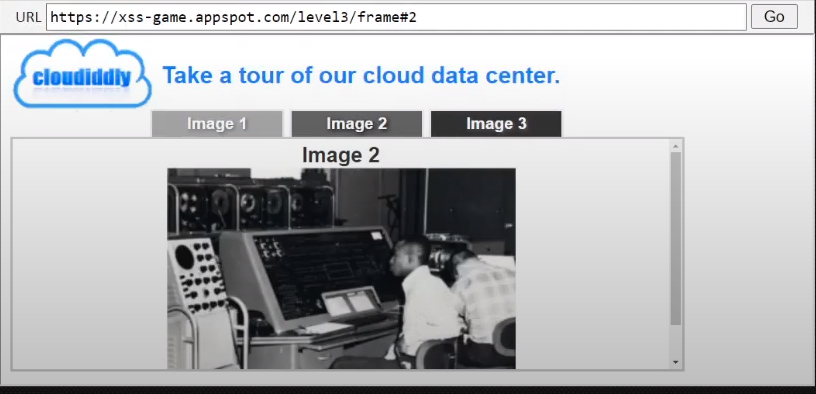 URL https://xss-game.appspot.com/level3/frame#2 Go
cloudiddly Take a tour of our cloud data center.
Image 1 Image 2 Image 3
Image 2